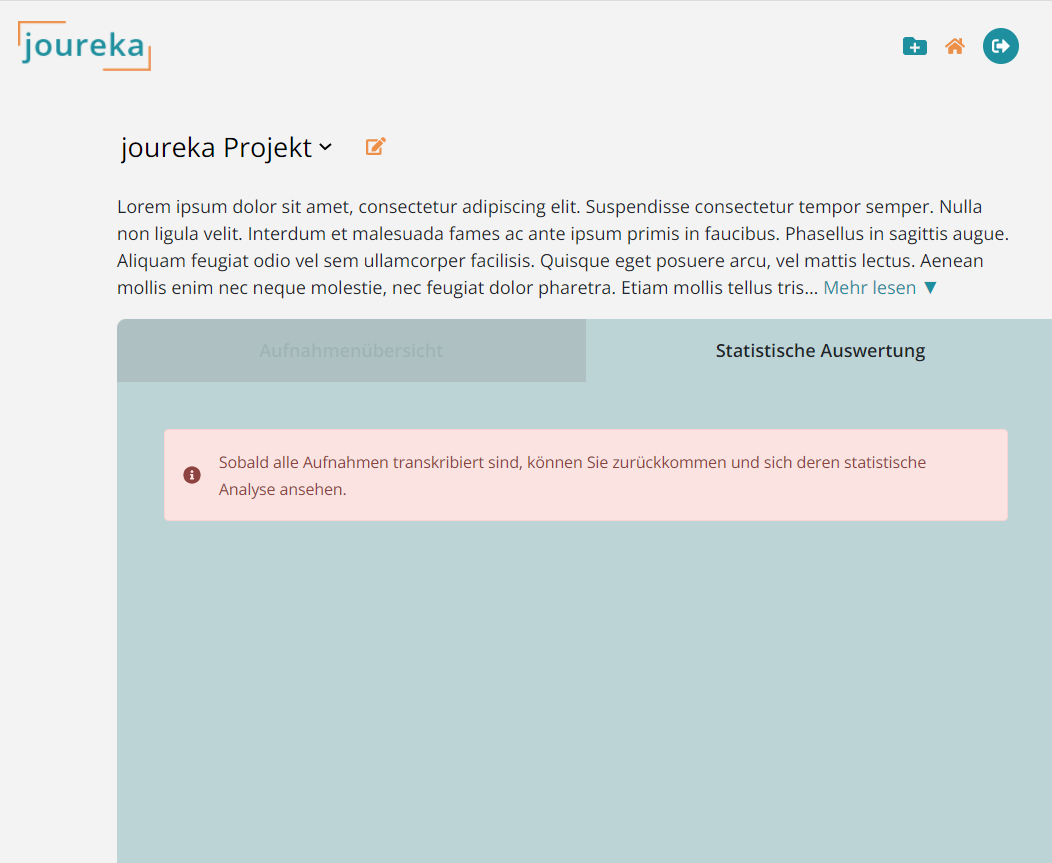 joureka
joureka Projekt
Lorem ipsum dolor sit amet, consectetur adipiscing elit. Suspendisse consectetur tempor semper. Nulla
non ligula velit. Interdum et malesuada fames ac ante ipsum primis in faucibus. Phasellus in sagittis augue.
Aliquam feugiat odio vel sem ullamcorper facilisis. Quisque eget posuere arcu, vel mattis lectus. Aenean
mollis enim nec neque molestie, nec feugiat dolor pharetra. Etiam mollis tellus tris... Mehr lesen ▼
Aufnahmenübersicht
Statistische Auswertung
Sobald alle Aufnahmen transkribiert sind, können Sie zurückkommen und sich deren statistische
Analyse ansehen.